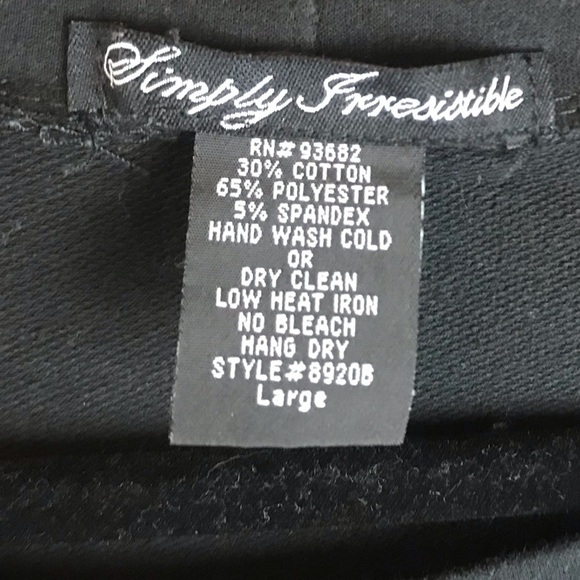 Simply Irresistible
RN# 93682
30% COTTON
65% POLYESTER
5% SPANDEX
HAND WASH COLD
OR
DRY CLEAN
LOW HEAT IRON
NO BLEACH
HANG DRY
STYLE#8920B
Large